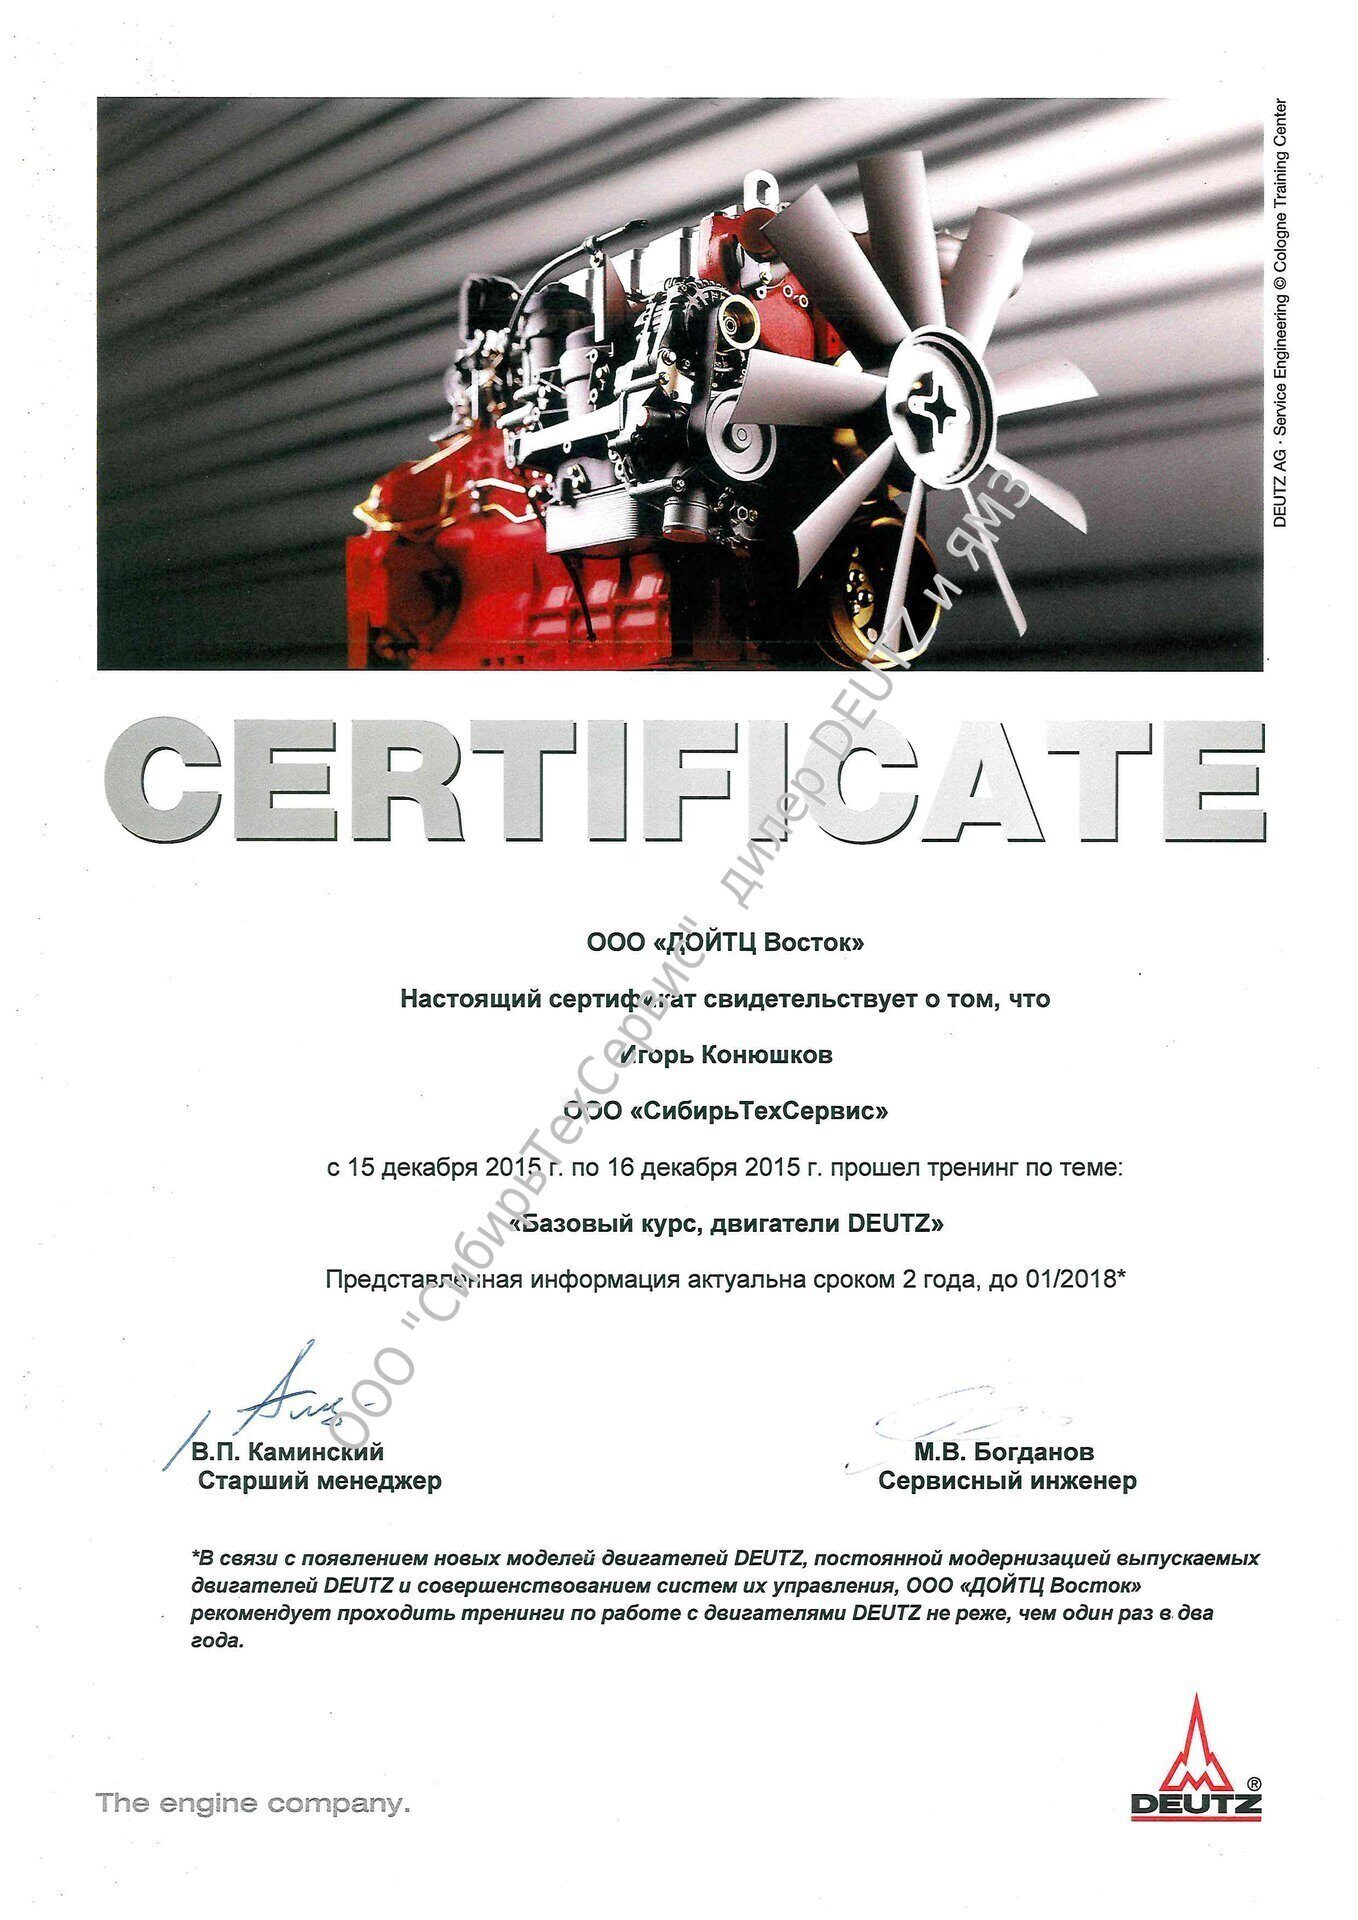 DEUTZ AG · Service Engineering © Cologne Training Center
CERTIFICATE
ООО «ДОЙТЦ Восток»
Настоящий сертификат свидетельствует о том, что
Игорь Конюшков
ООО «СибирьТехСервис»
с 15 декабря 2015 г. по 16 декабря 2015 г. прошел тренинг по теме:
«Базовый курс, двигатели DEUTZ»
Представленная информация актуальна сроком 2 года, до 01/2018*
В.П. Каминский
Старший менеджер
М.В. Богданов
Сервисный инженер
*В связи с появлением новых моделей двигателей DEUTZ, постоянной модернизацией выпускаемых
двигателей DEUTZ и совершенствованием систем их управления, ООО «ДОЙТЦ Восток»
рекомендует проходить тренинги по работе с двигателями DEUTZ не реже, чем один раз в два
года.
The engine company.
DEUTZ ®
ООО "СибирьТехСервис" дилер DEUTZ и ЯМЗ